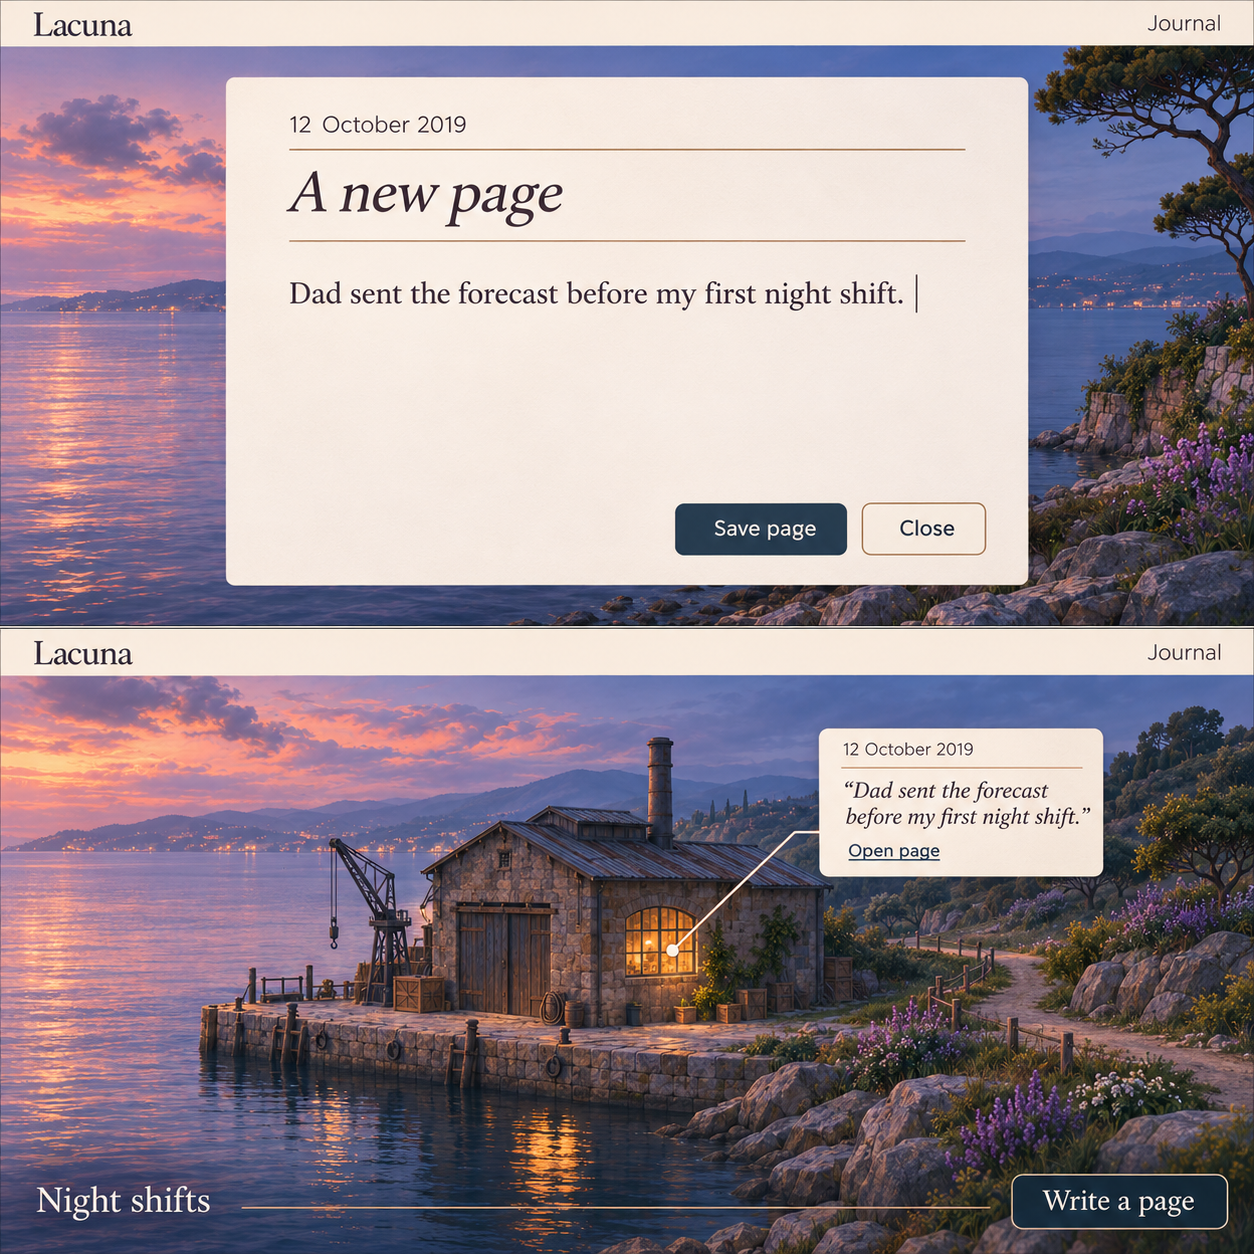 Lacuna
Journal
12 October 2019
A new page
Dad sent the forecast before my first night shift.
Save page
Close
Lacuna
Journal
12 October 2019
“Dad sent the forecast
before my first night shift.”
Open page
Night shifts
Write a page